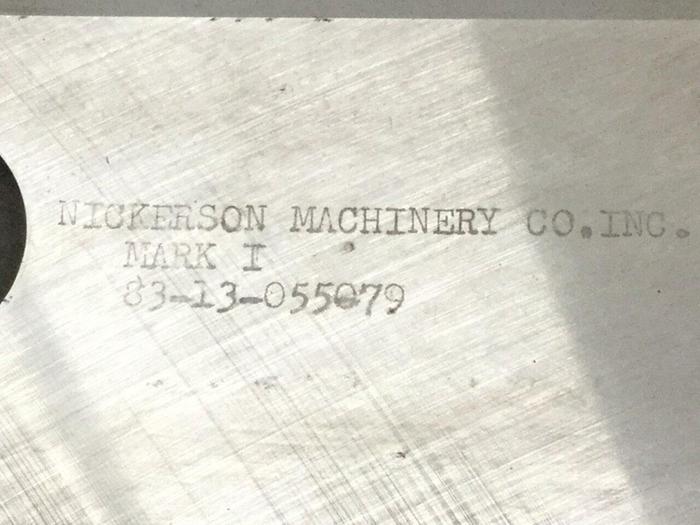 NICKERSON MACHINERY CO.INC.
MARK I
83-13-055079